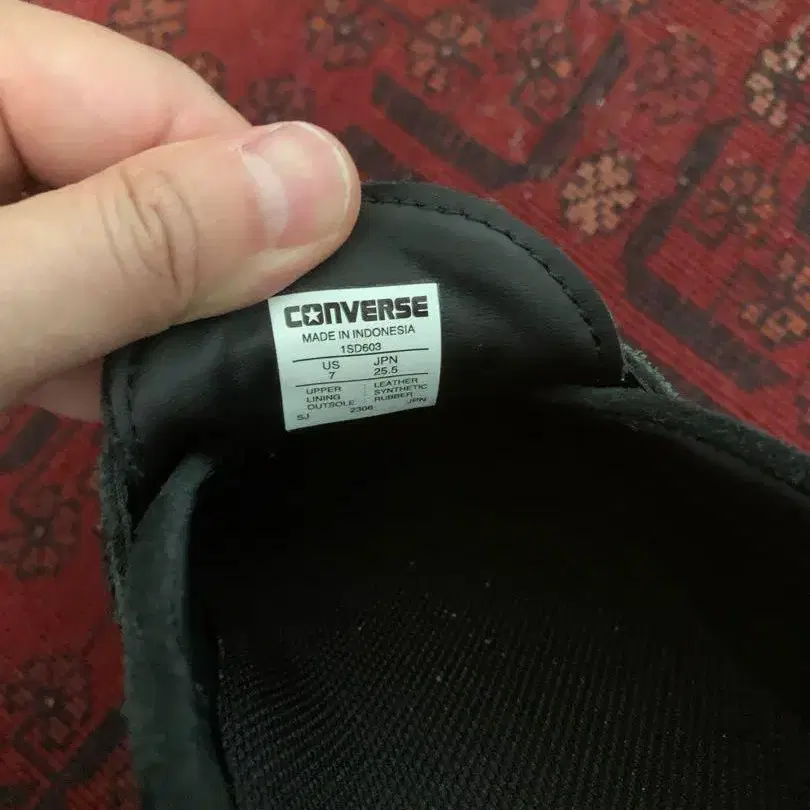 CONVERSE
MADE IN INDONESIA
1SD603
US JPN
7 25.5
UPPER : LEATHER
LINING : SYNTHETIC
OUTSOLE : RUBBER
SJ 2306 JPN